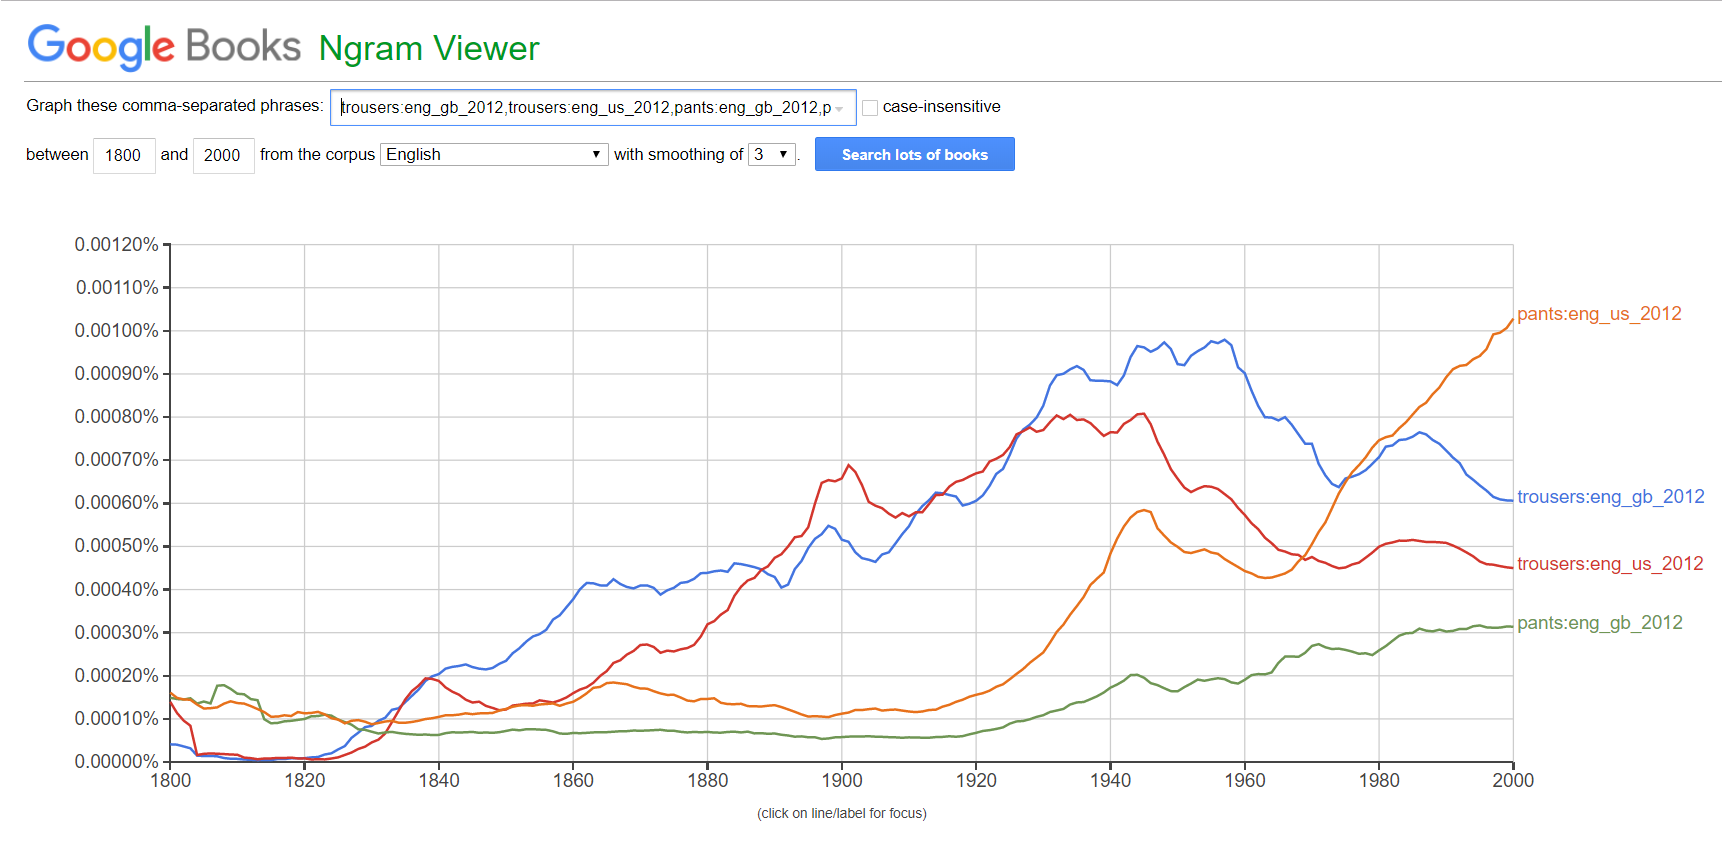 Google Books Ngram Viewer
Graph these comma-separated phrases: trousers:eng_gb_2012,trousers:eng_us_2012,pants:eng_gb_2012,p case-insensitive
between 1800 and 2000 from the corpus English with smoothing of 3 . Search lots of books
0.00120%
0.00110%
0.00100%
0.00090%
0.00080%
0.00070%
0.00060%
0.00050%
0.00040%
0.00030%
0.00020%
0.00010%
0.00000%
pants:eng_us_2012
trousers:eng_gb_2012
trousers:eng_us_2012
pants:eng_gb_2012
1800 1820 1840 1860 1880 1900 1920 1940 1960 1980 2000
(click on line/label for focus)